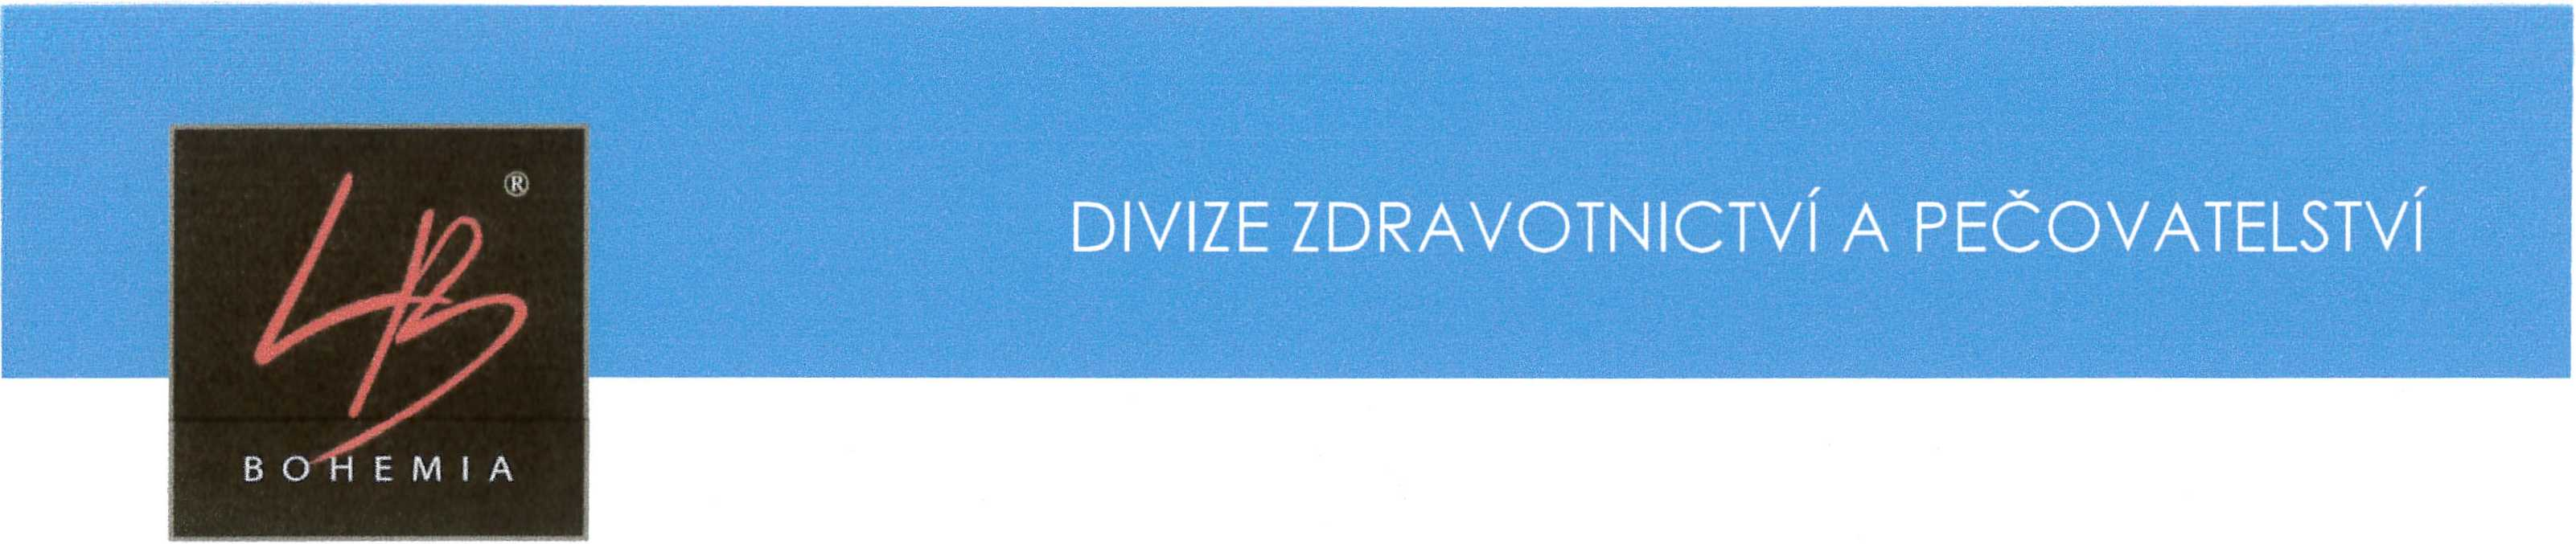 LB®
BOHEMIA
DIVIZE ZDRAVOTNICTVÍ A PEČOVATELSTVÍ